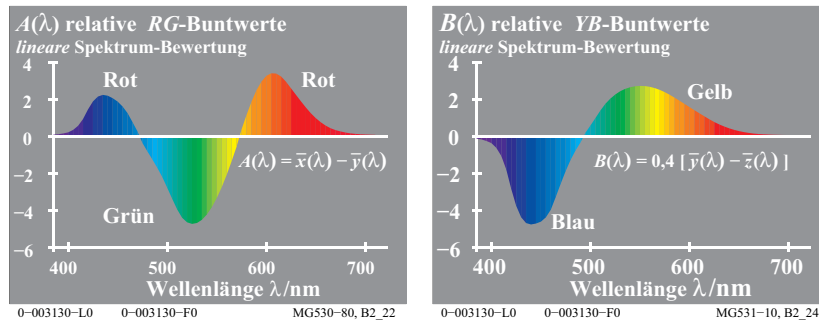 A(λ) relative RG-Buntwerte
lineare Spektrum-Bewertung
4
2
0
−2
−4
−6
Rot
Rot
A(λ) = x̅(λ) − y̅(λ)
Grün
400
500
600
700
Wellenlänge λ/nm
0−003130−L0
0−003130−F0
MG530−80, B2_22
B(λ) relative YB-Buntwerte
lineare Spektrum-Bewertung
4
2
0
−2
−4
−6
Gelb
B(λ) = 0,4 [ y̅(λ) − z̅(λ) ]
Blau
400
500
600
700
Wellenlänge λ/nm
0−003130−L0
0−003130−F0
MG531−10, B2_24